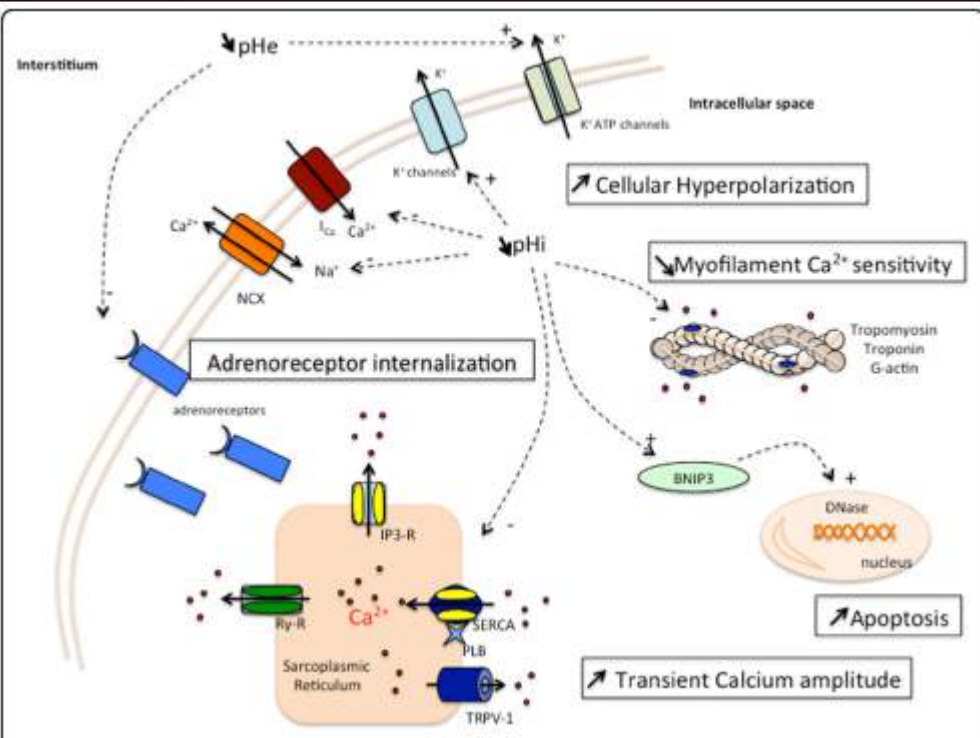 ↘pHe
+
K⁺
Interstitium
K⁺
Intracellular space
K⁺ ATP channels
K⁺ channels
+
↗ Cellular Hyperpolarization
I Ca Ca²⁺
-
Ca²⁺
↘pHi
Na⁺
-
NCX
↘Myofilament Ca²⁺ sensitivity
-
-
Tropomyosin
Troponin
G-actin
Adrenoreceptor internalization
adrenoreceptors
+
BNIP3
+
DNase
nucleus
IP3-R
-
Ry-R
Ca²⁺
SERCA
PLB
↗Apoptosis
Sarcoplasmic
Reticulum
↗ Transient Calcium amplitude
TRPV-1